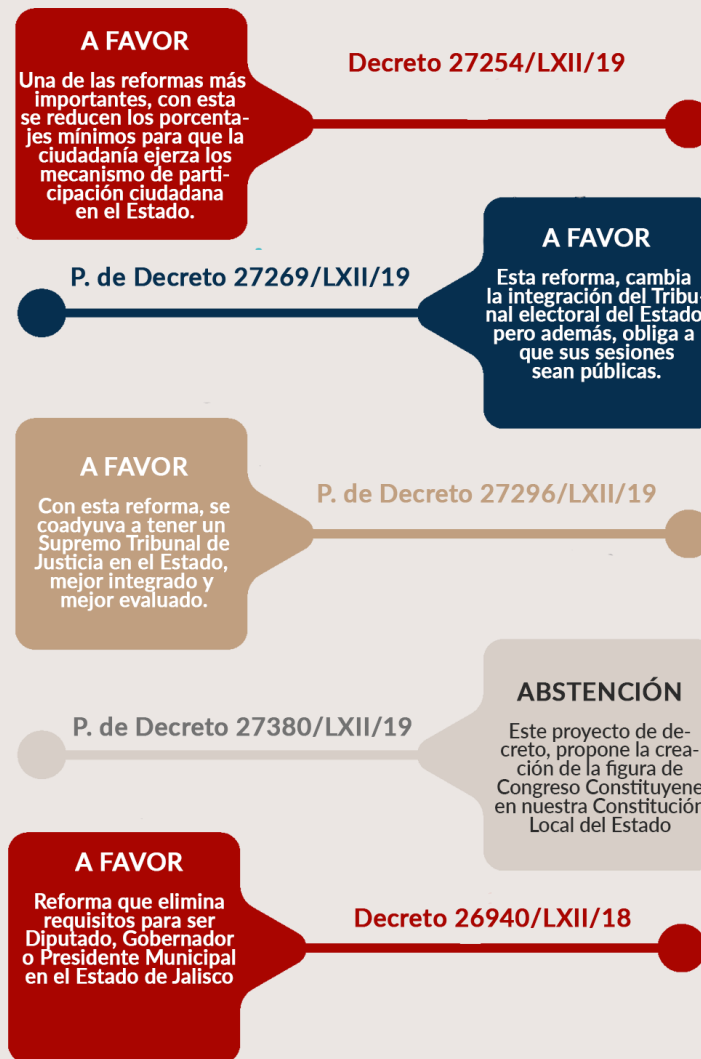 A FAVOR
Una de las reformas más
importantes, con esta
se reducen los porcenta-
jes mínimos para que la
ciudadanía ejerza los
mecanismo de parti-
cipación ciudadana
en el Estado.
Decreto 27254/LXII/19
P. de Decreto 27269/LXII/19
A FAVOR
Esta reforma, cambia
la integración del Tribu-
nal electoral del Estado
pero además, obliga a
que sus sesiones
sean públicas.
A FAVOR
Con esta reforma, se
coadyuva a tener un
Supremo Tribunal de
Justicia en el Estado,
mejor integrado y
mejor evaluado.
P. de Decreto 27296/LXII/19
P. de Decreto 27380/LXII/19
ABSTENCIÓN
Este proyecto de de-
creto, propone la crea-
ción de la figura de
Congreso Constituyene
en nuestra Constitución
Local del Estado
A FAVOR
Reforma que elimina
requisitos para ser
Diputado, Gobernador
o Presidente Municipal
en el Estado de Jalisco
Decreto 26940/LXII/18